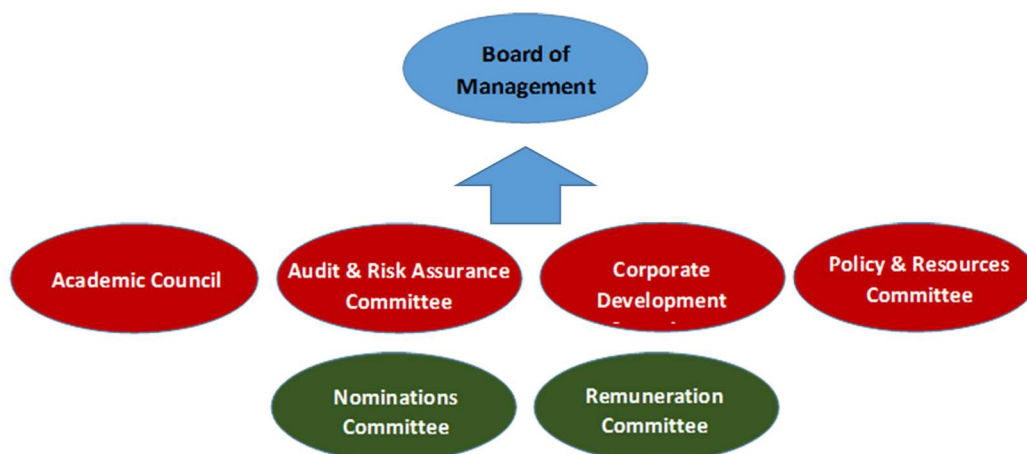 Board of
Management
Academic Council
Audit & Risk Assurance
Committee
Corporate
Development
Policy & Resources
Committee
Nominations
Committee
Remuneration
Committee